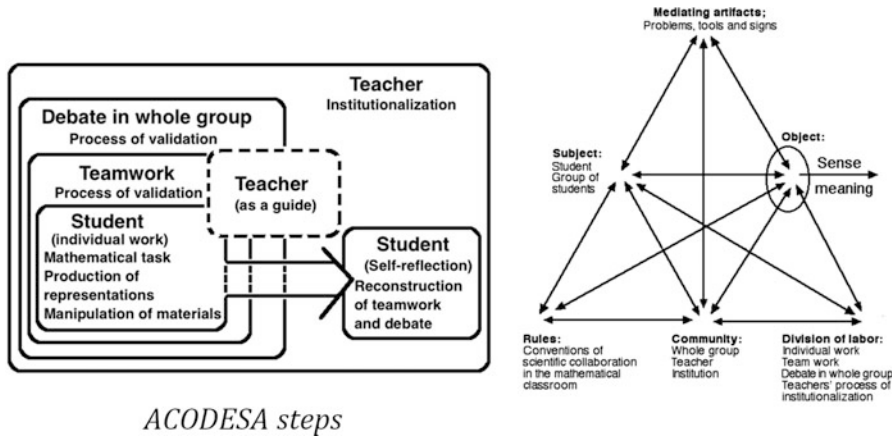 Teacher
Institutionalization
Debate in whole group
Process of validation
Teamwork
Process of validation
Teacher
(as a guide)
Student
(individual work)
Mathematical task
Production of
representations
Manipulation of materials
Student
(Self-reflection)
Reconstruction
of teamwork
and debate
ACODESA steps
Mediating artifacts;
Problems, tools and signs
Subject:
Student
Group of
students
Object:
Sense
meaning
Rules:
Conventions of
scientific collaboration
in the mathematical
classroom
Community:
Whole group
Teacher
Institution
Division of labor:
Individual work
Team work
Debate in whole group
Teachers' process of
institutionalization